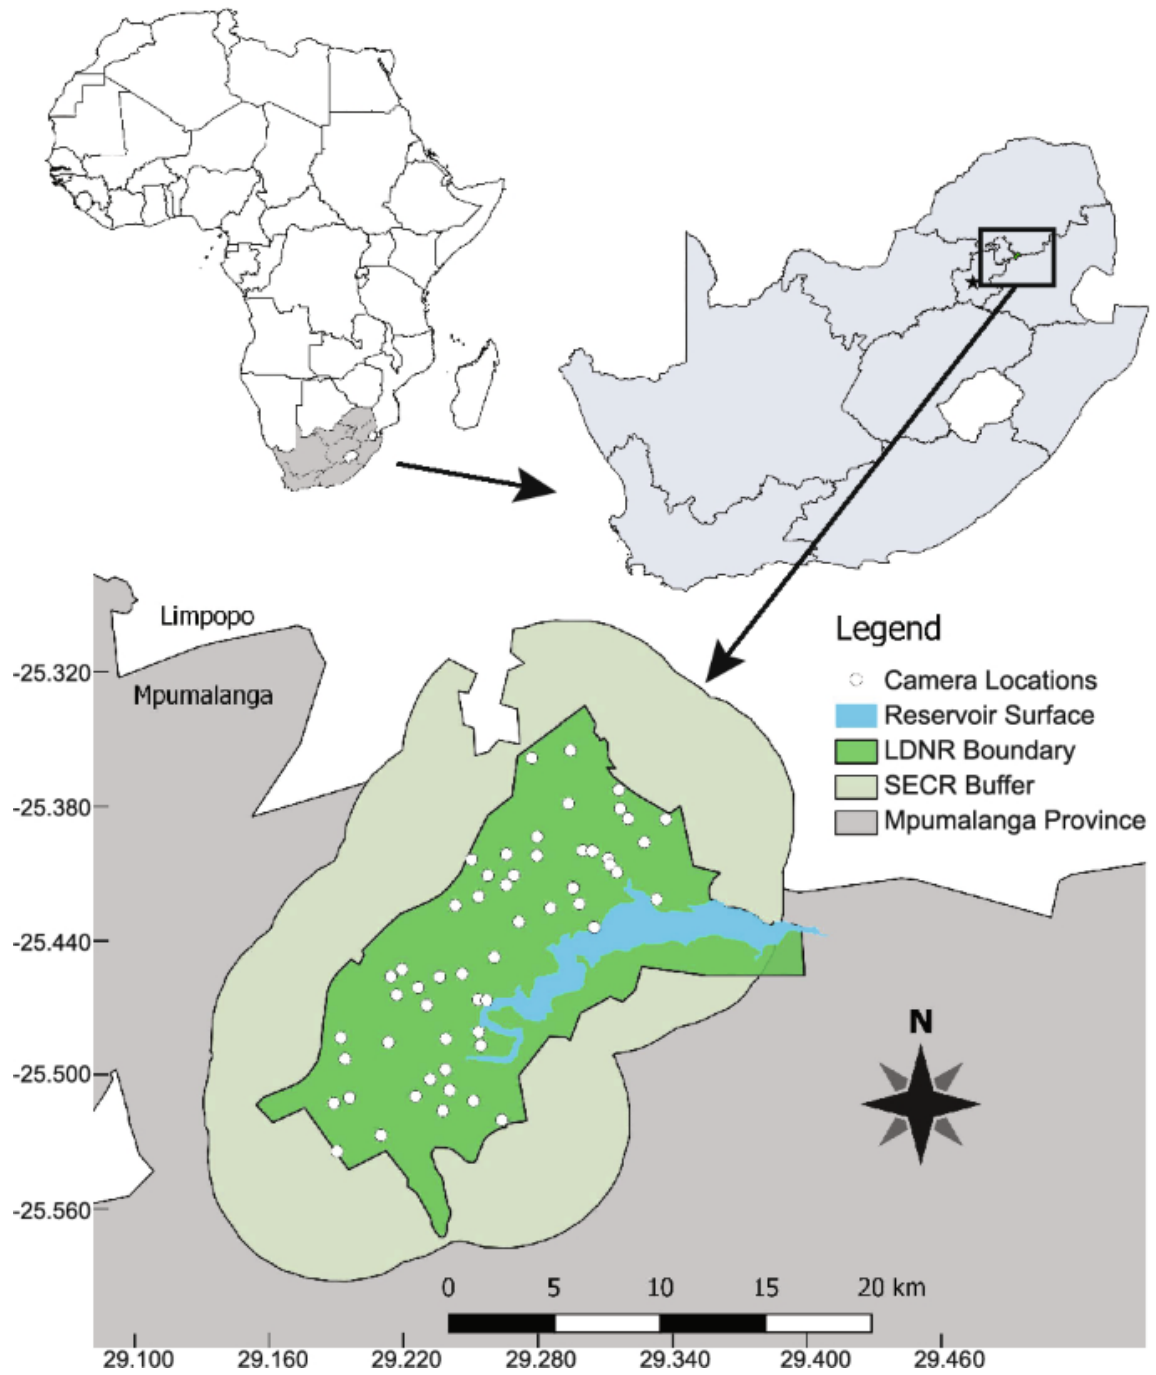 Limpopo
Mpumalanga
Legend
Camera Locations
Reservoir Surface
LDNR Boundary
SECR Buffer
Mpumalanga Province
-25.320
-25.380
-25.440
-25.500
-25.560
N
0 5 10 15 20 km
29.100 29.160 29.220 29.280 29.340 29.400 29.460